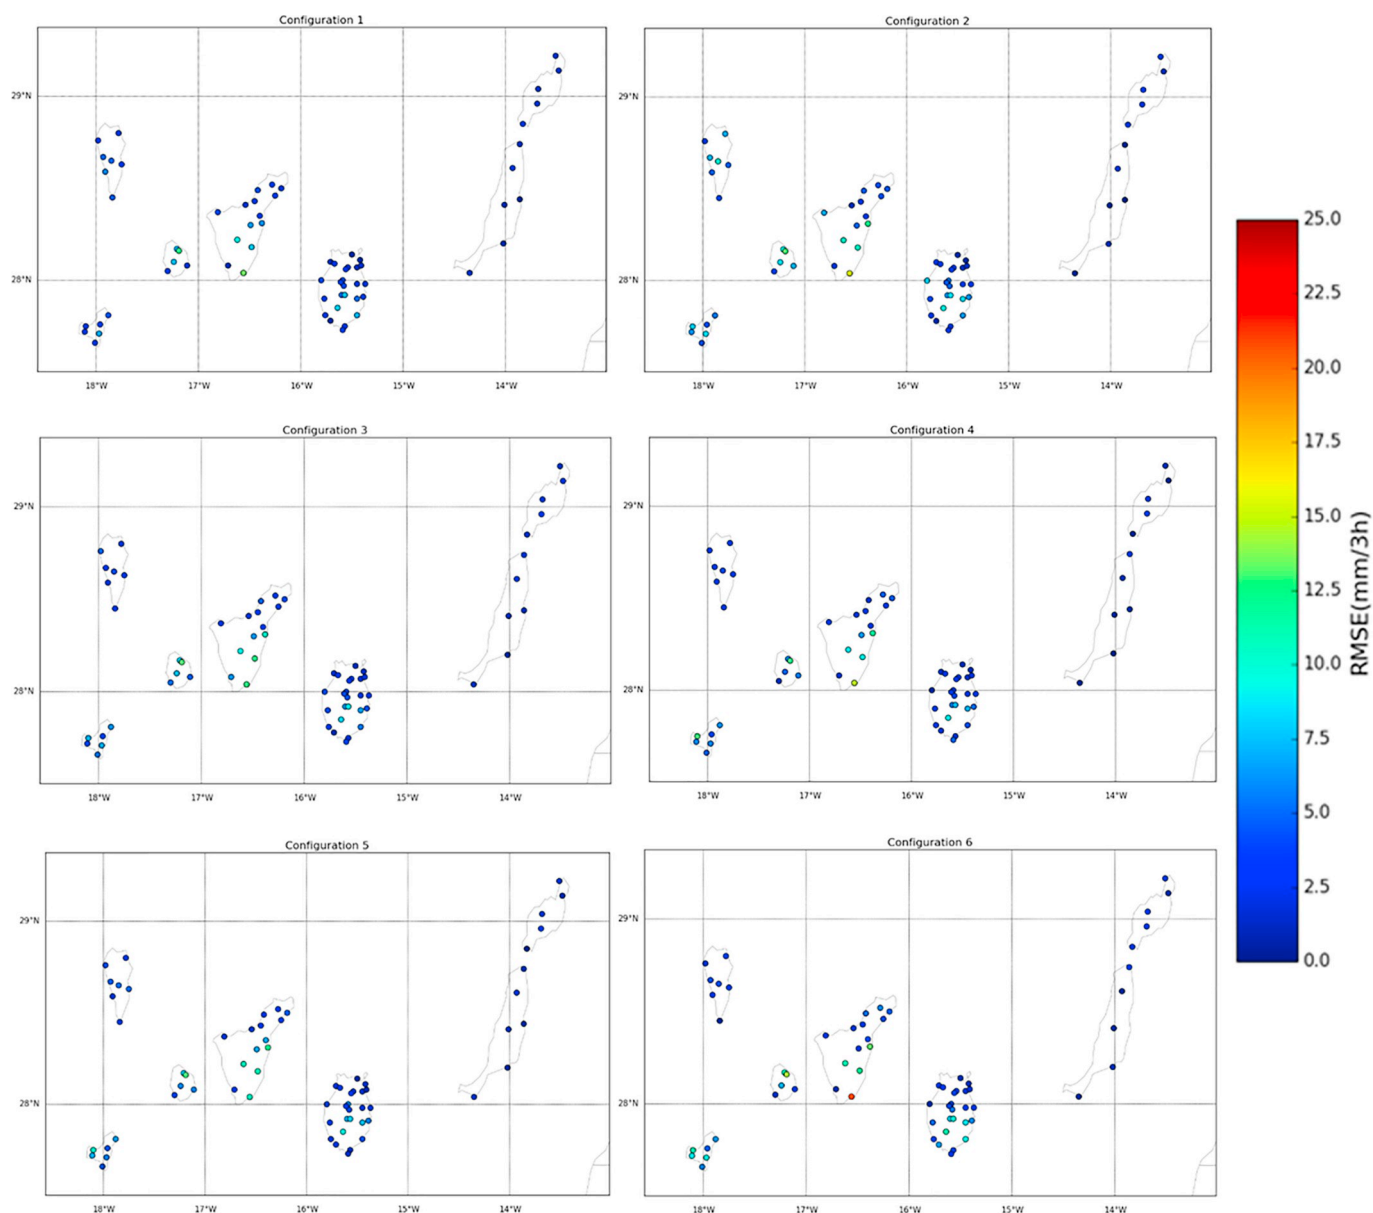 Configuration 1
29°N
28°N
18°W 17°W 16°W 15°W 14°W
Configuration 2
29°N
28°N
18°W 17°W 16°W 15°W 14°W
Configuration 3
29°N
28°N
18°W 17°W 16°W 15°W 14°W
Configuration 4
29°N
28°N
18°W 17°W 16°W 15°W 14°W
Configuration 5
29°N
28°N
18°W 17°W 16°W 15°W 14°W
Configuration 6
29°N
28°N
18°W 17°W 16°W 15°W 14°W
25.0
22.5
20.0
17.5
15.0
12.5
10.0
7.5
5.0
2.5
0.0
RMSE(mm/3h)